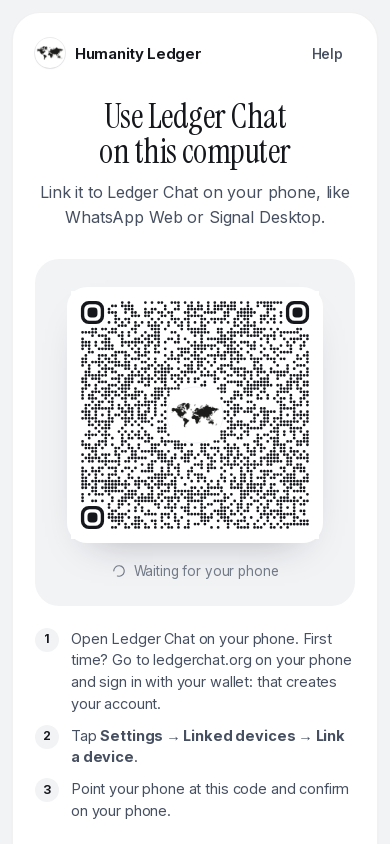 Humanity Ledger
Help
Use Ledger Chat
on this computer
Link it to Ledger Chat on your phone, like
WhatsApp Web or Signal Desktop.
Waiting for your phone
1 Open Ledger Chat on your phone. First
time? Go to ledgerchat.org on your phone
and sign in with your wallet: that creates
your account.
2 Tap Settings → Linked devices → Link
a device.
3 Point your phone at this code and confirm
on your phone.